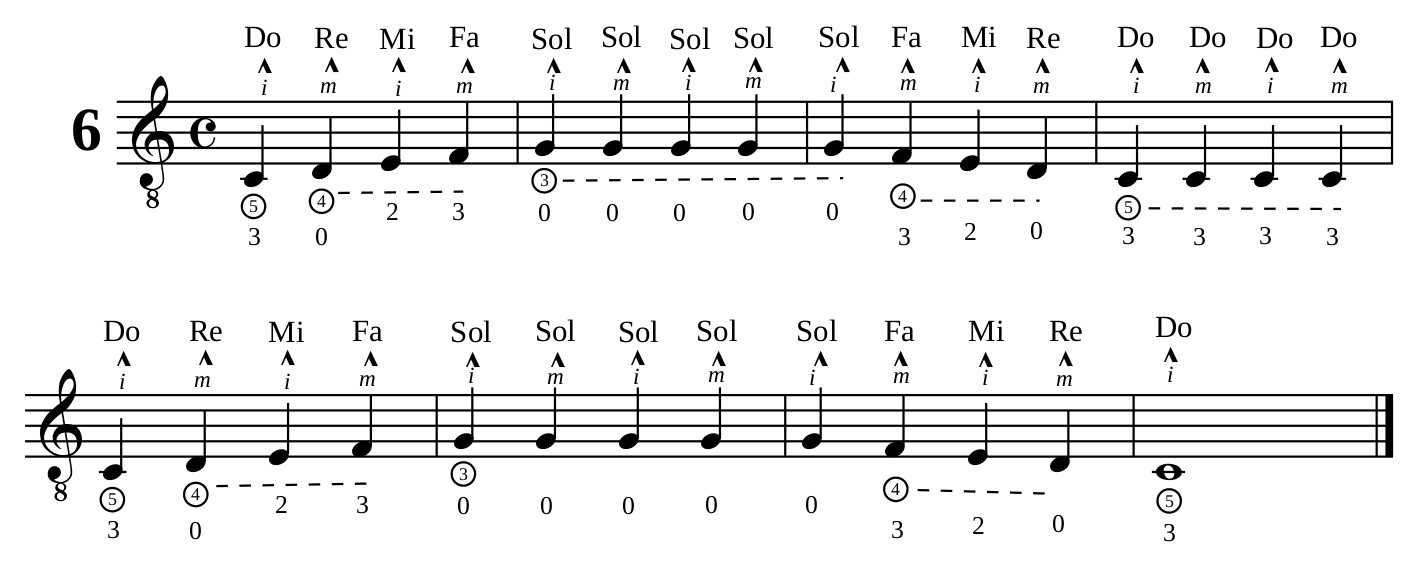 Do Re Mi Fa Sol Sol Sol Sol Sol Fa Mi Re Do Do Do Do
i m i m i m i m i m i m i m i m
6
8
5 4 3 4 5
3 0 2 3 0 0 0 0 0 3 2 0 3 3 3 3
Do Re Mi Fa Sol Sol Sol Sol Sol Fa Mi Re Do
i m i m i m i m i m i m i
8
5 4 3 4 5
3 0 2 3 0 0 0 0 0 3 2 0 3